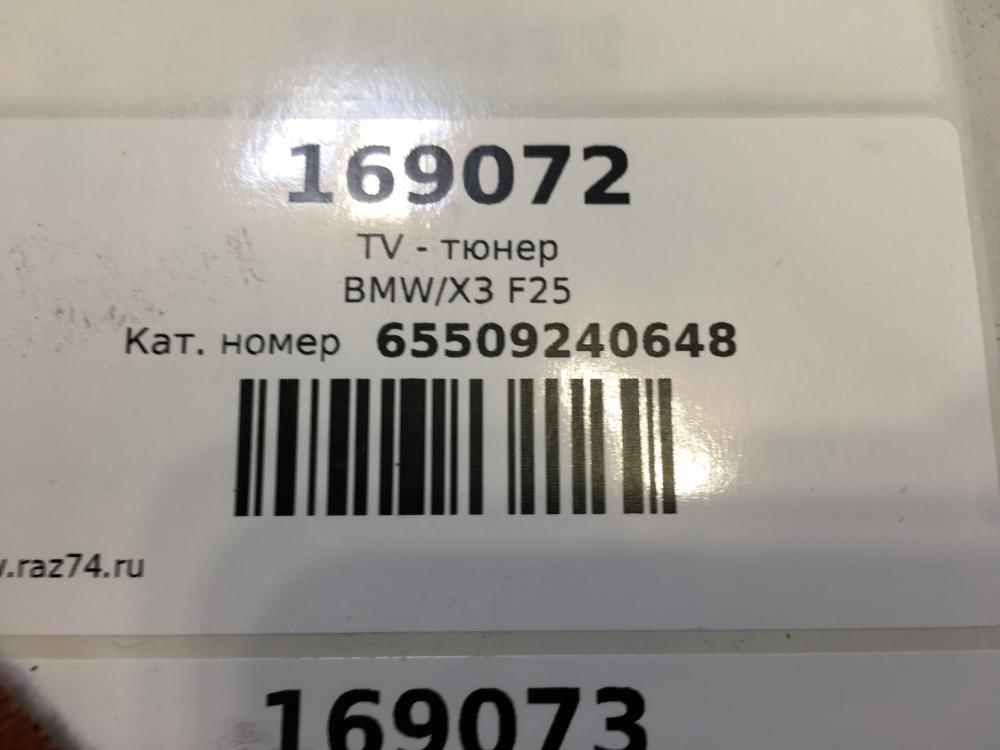 169072
TV - тюнер
BMW/X3 F25
Кат. номер 65509240648
.raz74.ru
169073